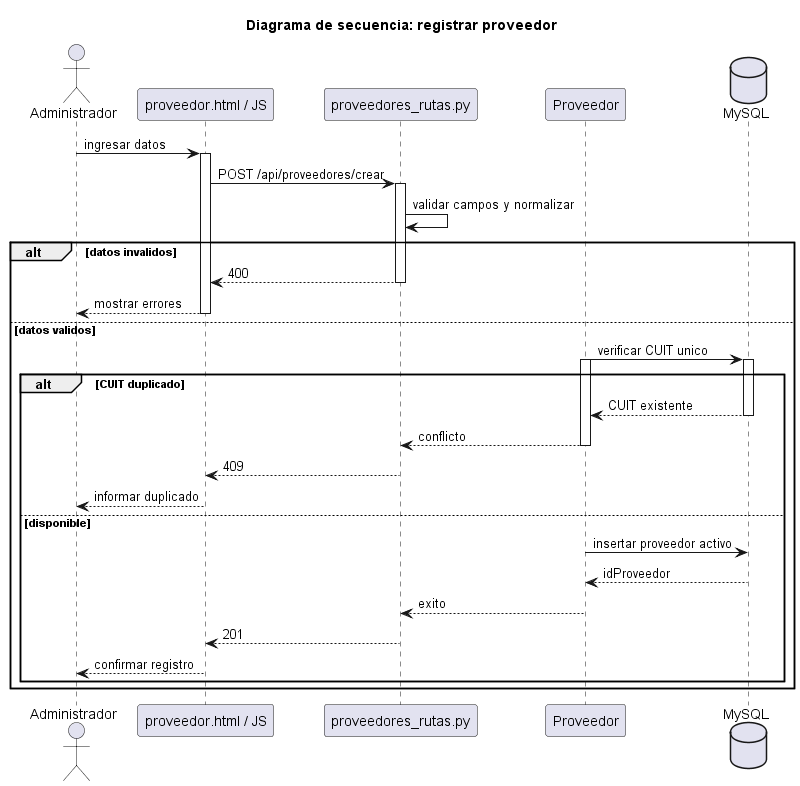 Diagrama de secuencia: registrar proveedor
Administrador
proveedor.html / JS
proveedores_rutas.py
Proveedor
MySQL
ingresar datos
POST /api/proveedores/crear
validar campos y normalizar
alt
[datos invalidos]
400
mostrar errores
[datos validos]
verificar CUIT unico
alt
[CUIT duplicado]
CUIT existente
conflicto
409
informar duplicado
[disponible]
insertar proveedor activo
idProveedor
exito
201
confirmar registro
Administrador
proveedor.html / JS
proveedores_rutas.py
Proveedor
MySQL